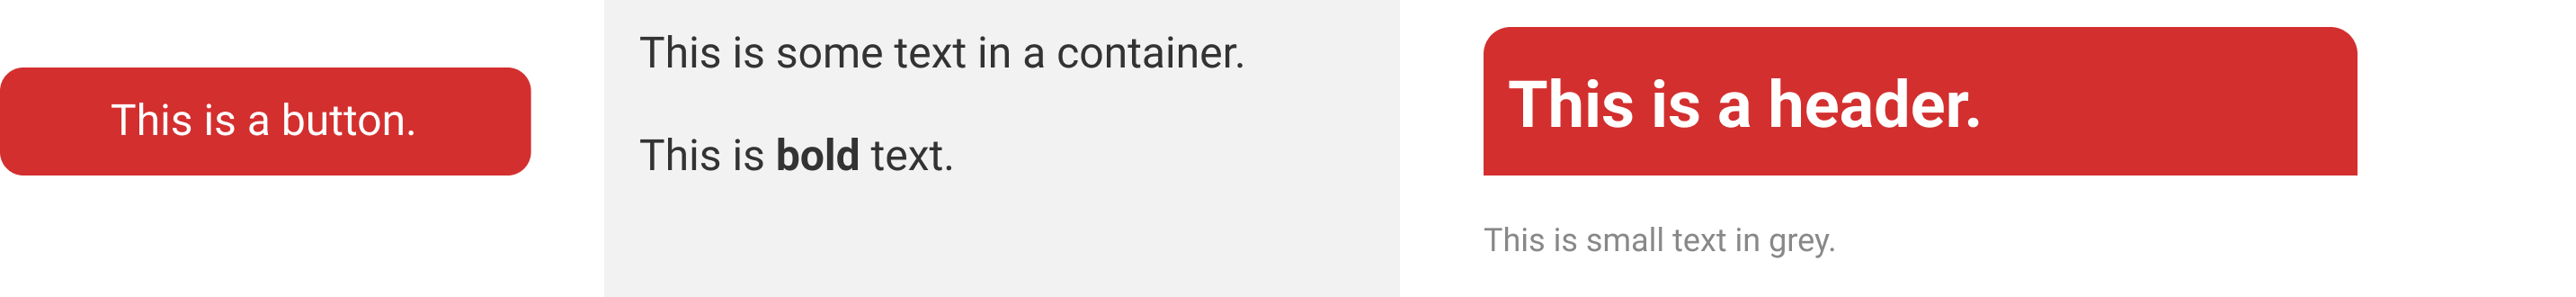 This is a button.
This is some text in a container.
This is bold text.
This is a header.
This is small text in grey.